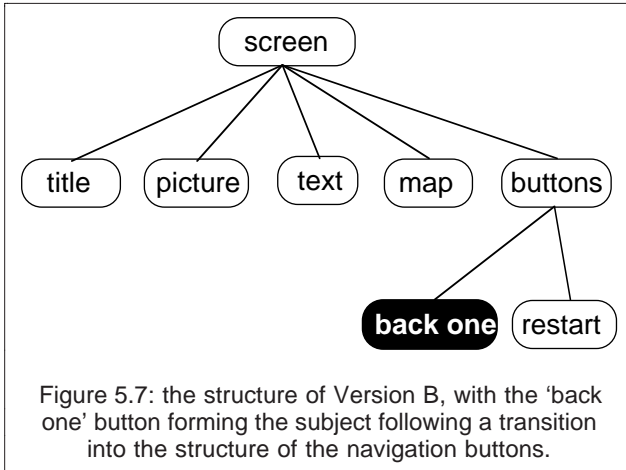 screen
title picture text map buttons
back one restart
Figure 5.7: the structure of Version B, with the ‘back
one’ button forming the subject following a transition
into the structure of the navigation buttons.